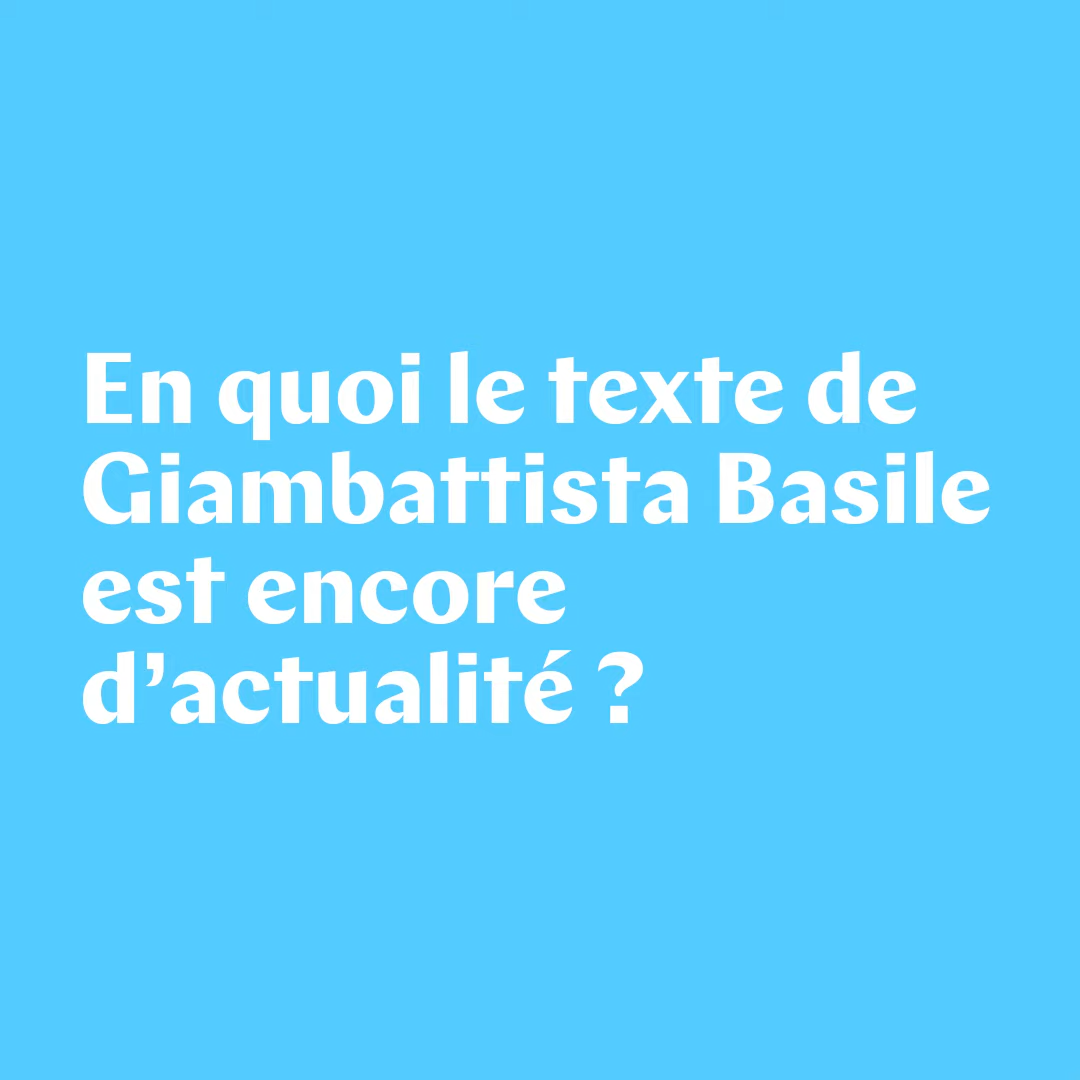 En quoi le texte de
Giambattista Basile
est encore
d’actualité ?